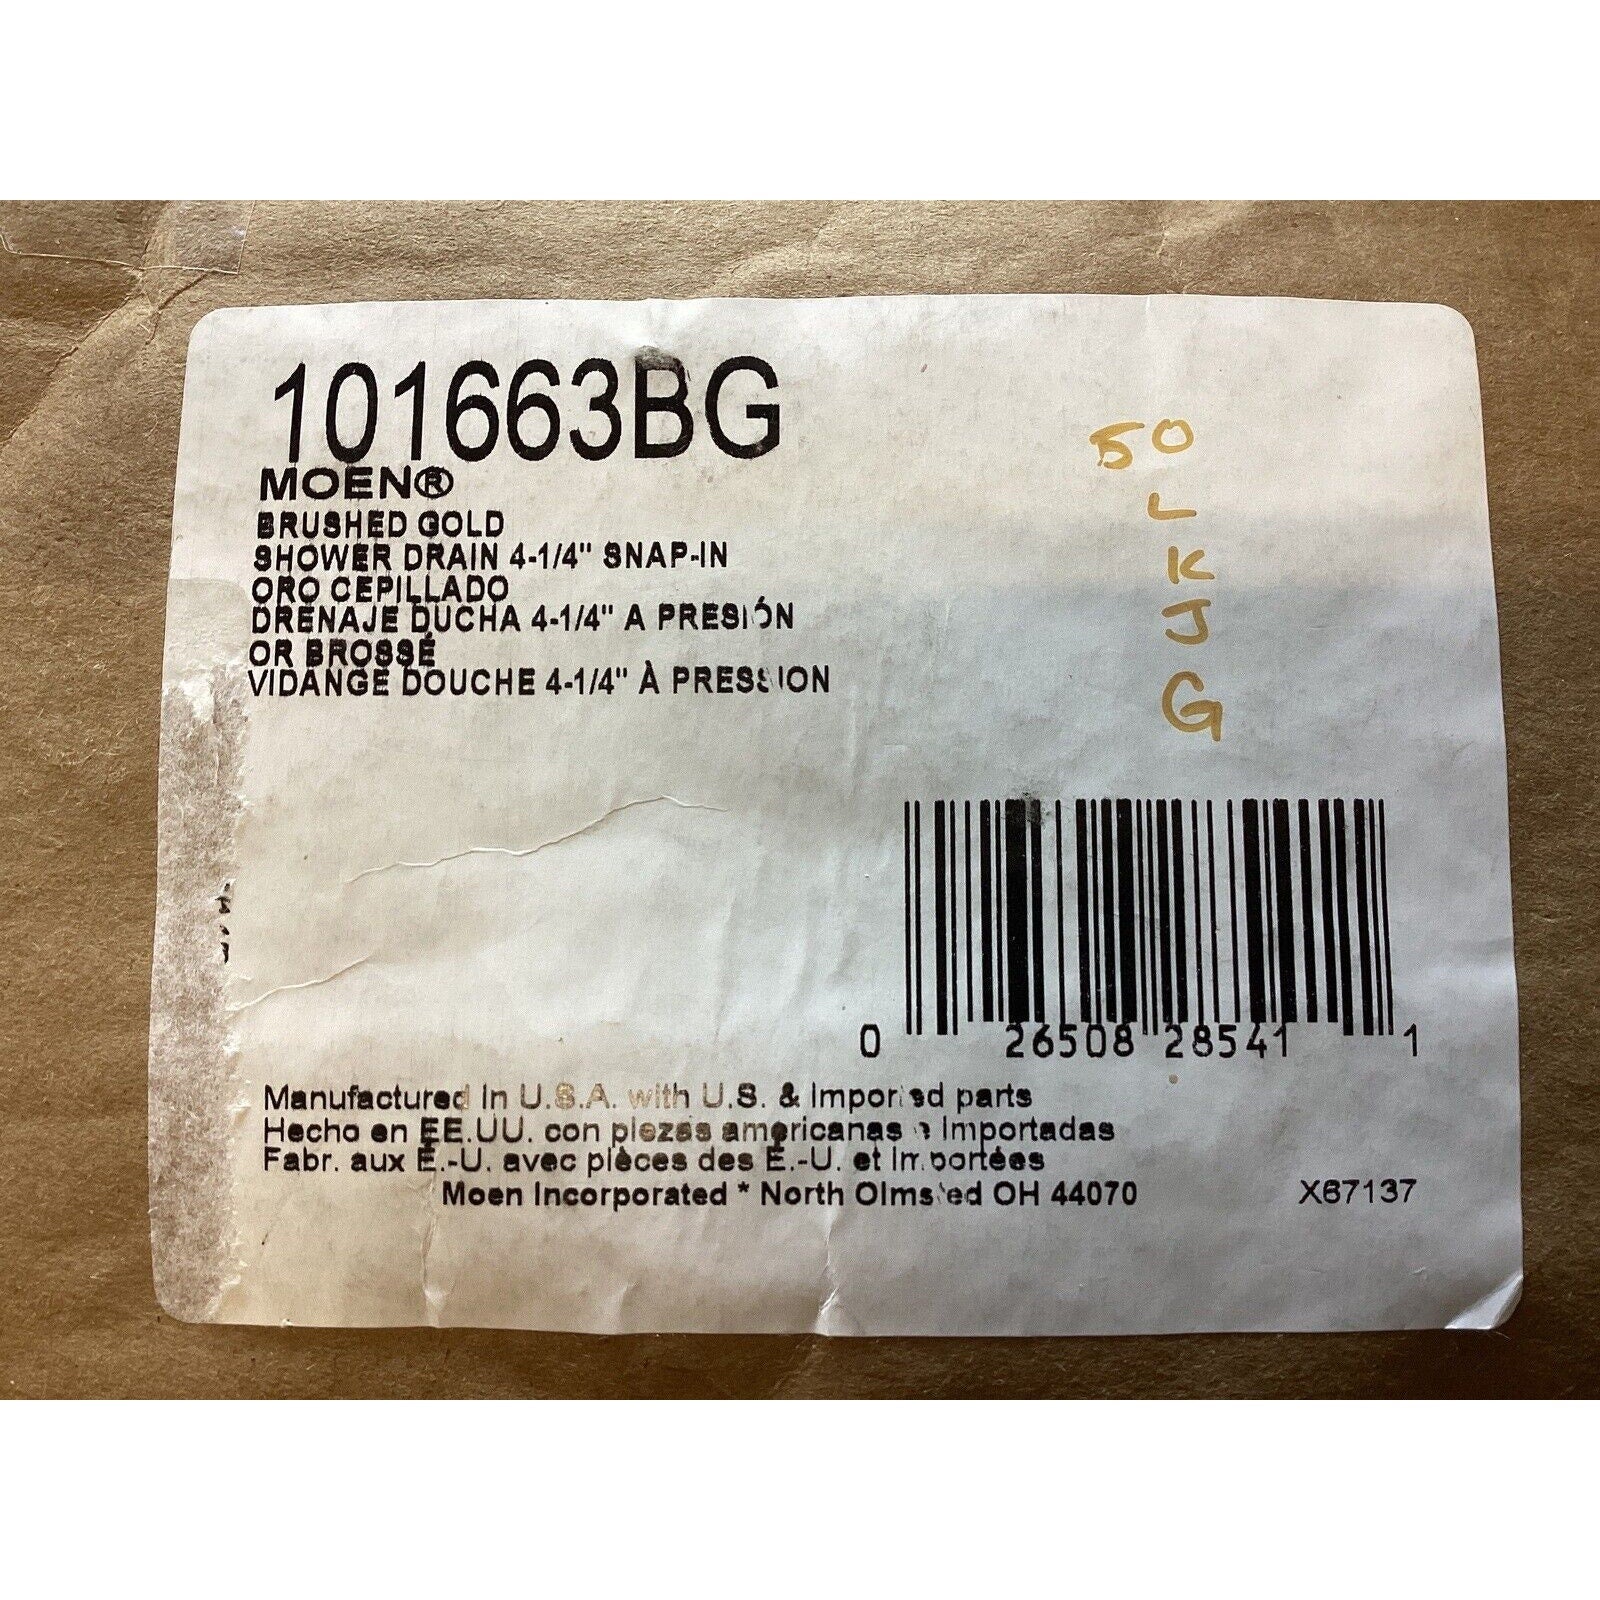 101663BG
MOEN®
BRUSHED GOLD
SHOWER DRAIN 4-1/4" SNAP-IN
ORO CEPILLADO
DRENAJE DUCHA 4-1/4" A PRESIÓN
OR BROSSÉ
VIDANGE DOUCHE 4-1/4" À PRESSION
50
L
K
J
G
0 26508 28541 1
Manufactured In U.S.A. with U.S. & Imported parts
Hecho en EE.UU. con piezas americanas e Importadas
Fabr. aux É.-U. avec pièces des É.-U. et Importées
Moen Incorporated * North Olmsted OH 44070
X67137